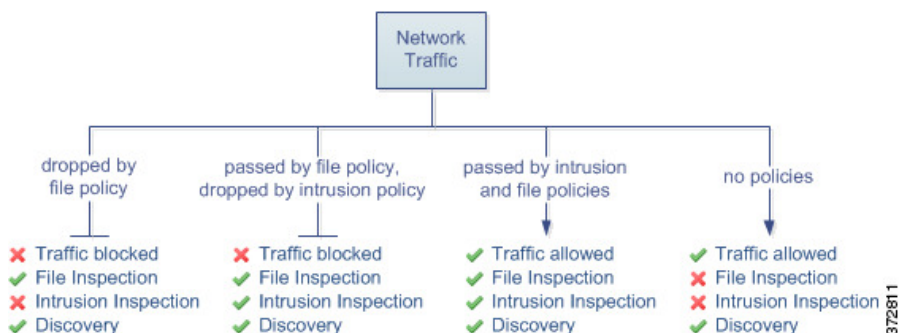 Network
Traffic
dropped by
file policy
passed by file policy,
dropped by intrusion policy
passed by intrusion
and file policies
no policies
Traffic blocked
File Inspection
Intrusion Inspection
Discovery
Traffic blocked
File Inspection
Intrusion Inspection
Discovery
Traffic allowed
File Inspection
Intrusion Inspection
Discovery
Traffic allowed
File Inspection
Intrusion Inspection
Discovery
372811